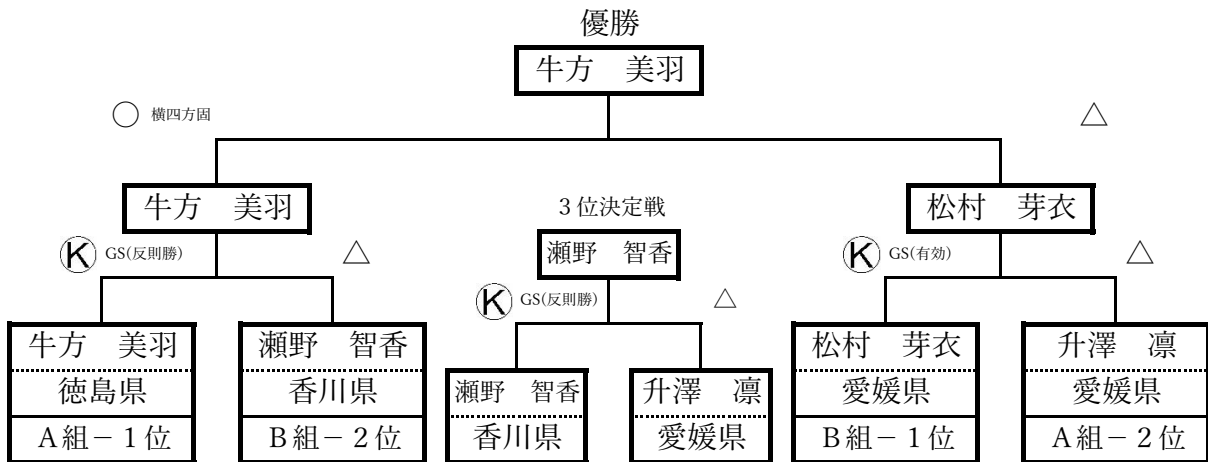 優勝
牛方　美羽
○ 横四方固 △
牛方　美羽
３位決定戦
松村　芽衣
Ⓚ GS(反則勝) △
瀬野　智香
Ⓚ GS(有効) △
Ⓚ GS(反則勝) △
牛方　美羽
徳島県
Ａ組－１位
瀬野　智香
香川県
Ｂ組－２位
瀬野　智香
香川県
升澤　凛
愛媛県
松村　芽衣
愛媛県
Ｂ組－１位
升澤　凛
愛媛県
Ａ組－２位